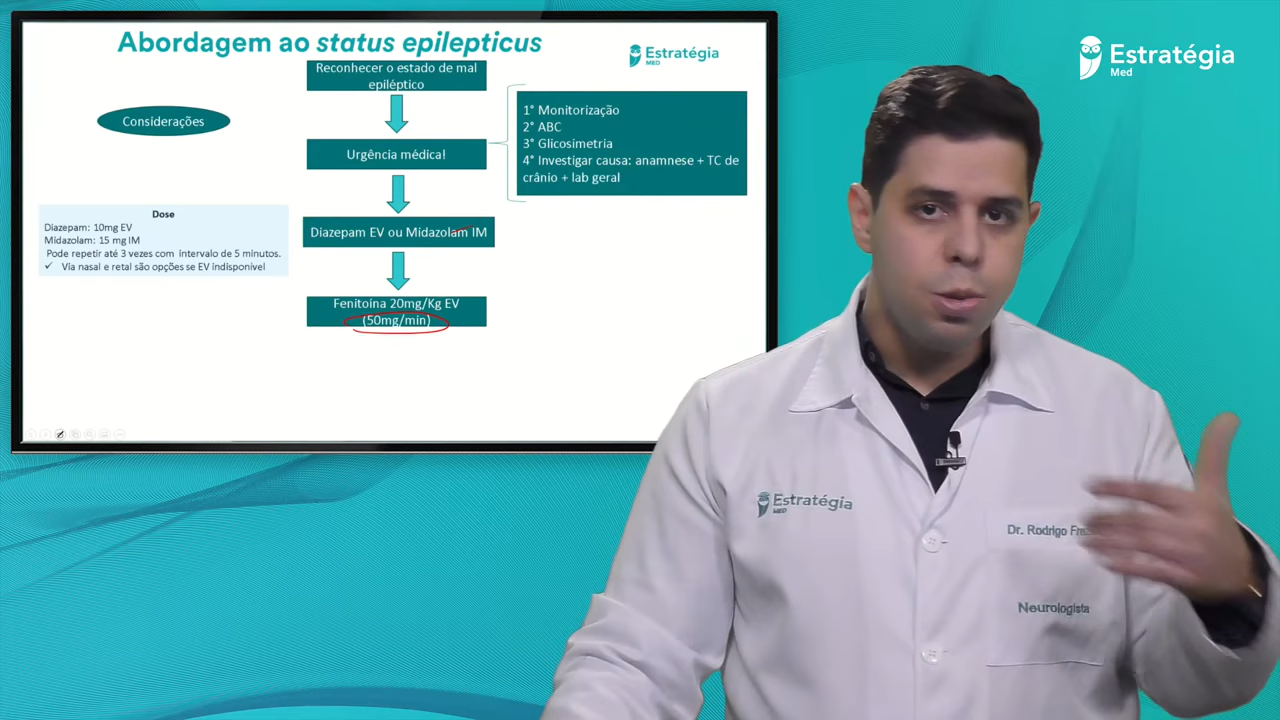 Abordagem ao status epilepticus
Estratégia
MED
Reconhecer o estado de mal
epiléptico
Considerações
Urgência médica!
1° Monitorização
2° ABC
3° Glicosimetria
4° Investigar causa: anamnese + TC de
crânio + lab geral
Dose
Diazepam: 10mg EV
Midazolam: 15 mg IM
Pode repetir até 3 vezes com intervalo de 5 minutos.
✓ Via nasal e retal são opções se EV indisponivel
Diazepam EV ou Midazolam IM
Fenitoina 20mg/Kg EV
(50mg/min)
Estratégia
Med
Estratégia
MED
Dr. Rodrigo
Neurologista